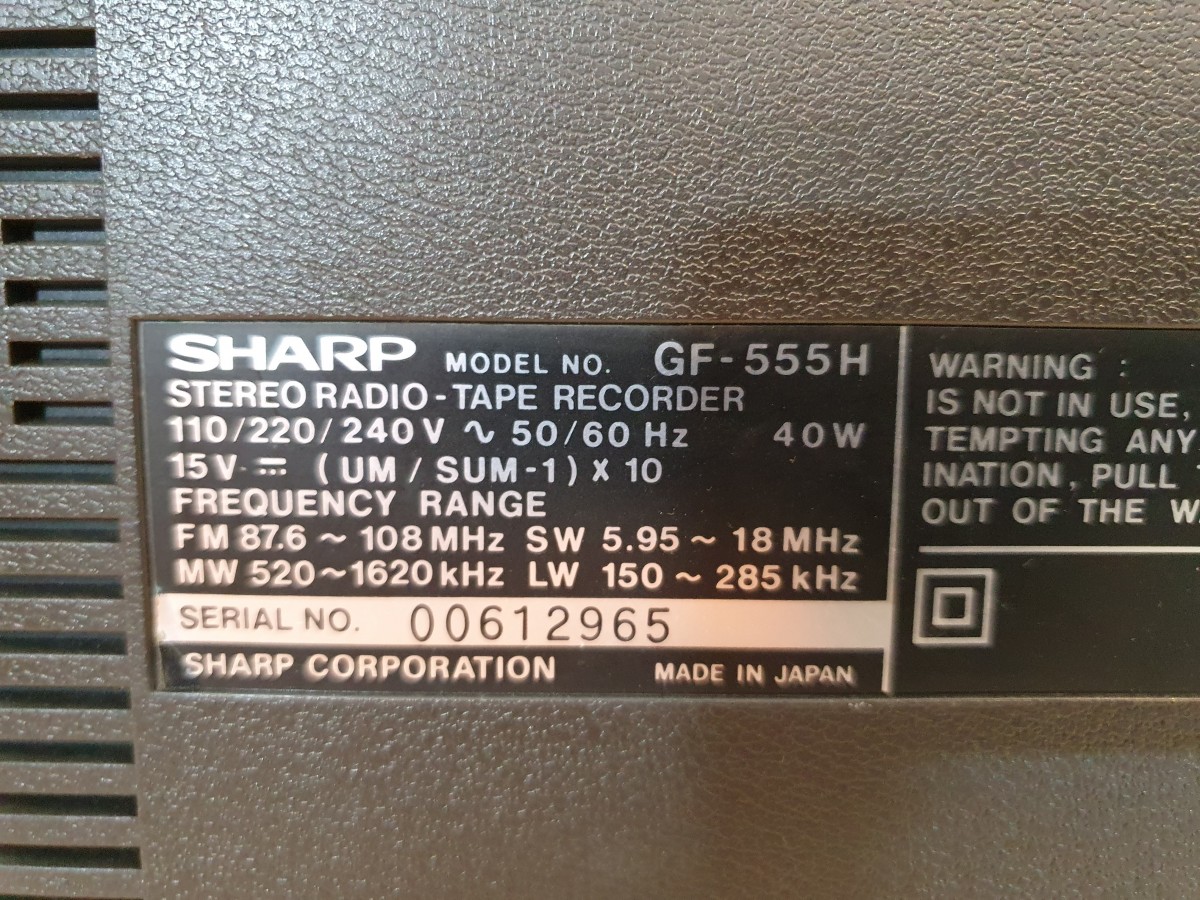 SHARP MODEL NO. GF-555H
STEREO RADIO-TAPE RECORDER
110/220/240V ∿ 50/60 Hz 40W
15V ⎓ (UM/SUM-1) X 10
FREQUENCY RANGE
FM 87.6 ~ 108 MHz SW 5.95 ~ 18 MHz
MW 520~1620 kHz LW 150 ~ 285 kHz
SERIAL NO. 00612965
SHARP CORPORATION MADE IN JAPAN
WARNING :
IS NOT IN USE,
TEMPTING ANY
INATION, PULL
OUT OF THE W